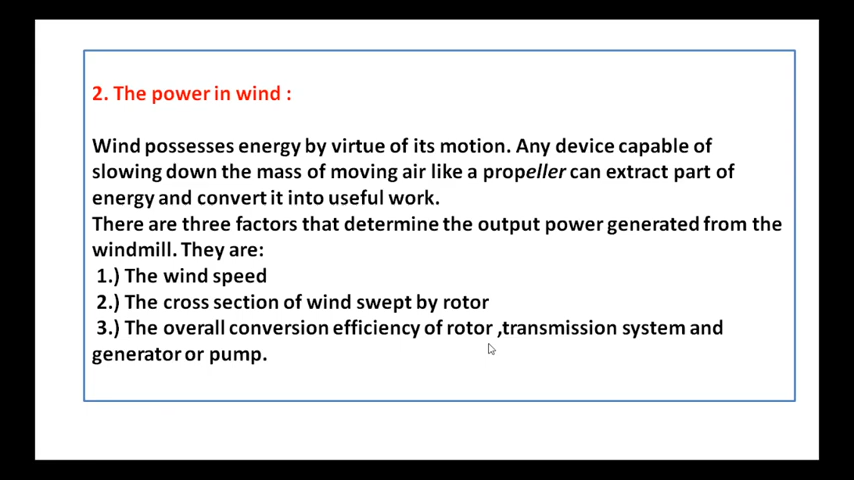 2. The power in wind :
Wind possesses energy by virtue of its motion. Any device capable of
slowing down the mass of moving air like a propeller can extract part of
energy and convert it into useful work.
There are three factors that determine the output power generated from the
windmill. They are:
1.) The wind speed
2.) The cross section of wind swept by rotor
3.) The overall conversion efficiency of rotor ,transmission system and
generator or pump.